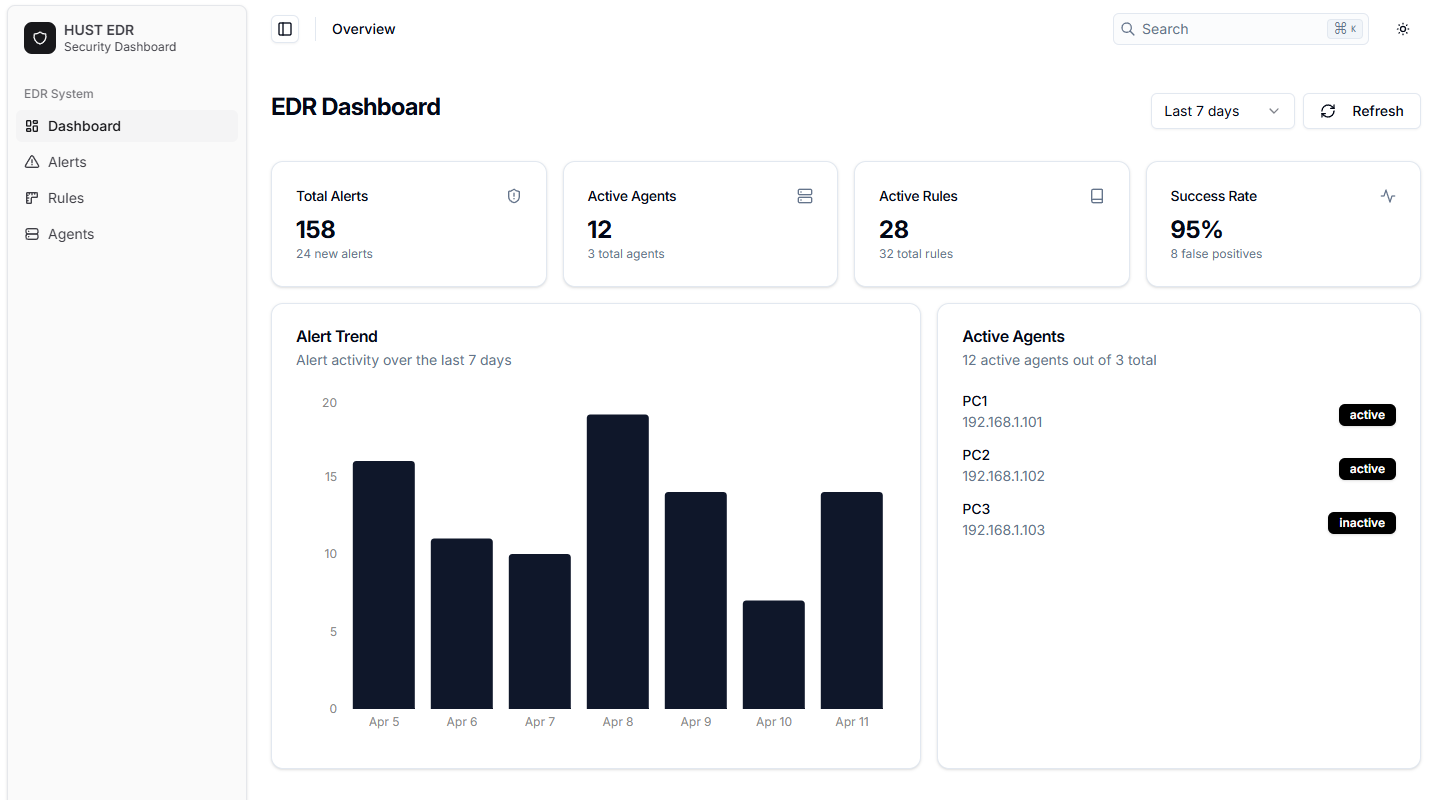 HUST EDR
Security Dashboard
EDR System
Dashboard
Alerts
Rules
Agents
Overview
Search
⌘ K
EDR Dashboard
Last 7 days
Refresh
Total Alerts
158
24 new alerts
Active Agents
12
3 total agents
Active Rules
28
32 total rules
Success Rate
95%
8 false positives
Alert Trend
Alert activity over the last 7 days
20
15
10
5
0
Apr 5
Apr 6
Apr 7
Apr 8
Apr 9
Apr 10
Apr 11
Active Agents
12 active agents out of 3 total
PC1
192.168.1.101
active
PC2
192.168.1.102
active
PC3
192.168.1.103
inactive